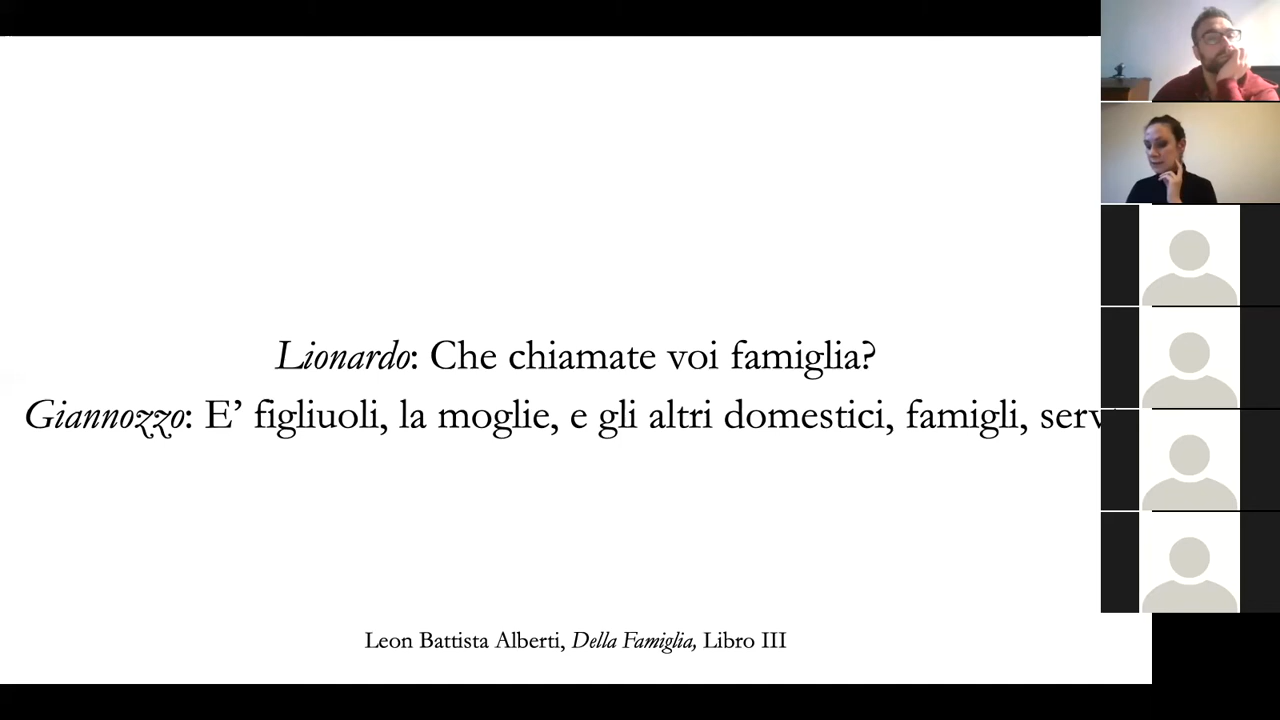 Lionardo: Che chiamate voi famiglia?
Giannozzo: E’ figliuoli, la moglie, e gli altri domestici, famigli,
Leon Battista Alberti, Della Famiglia, Libro III